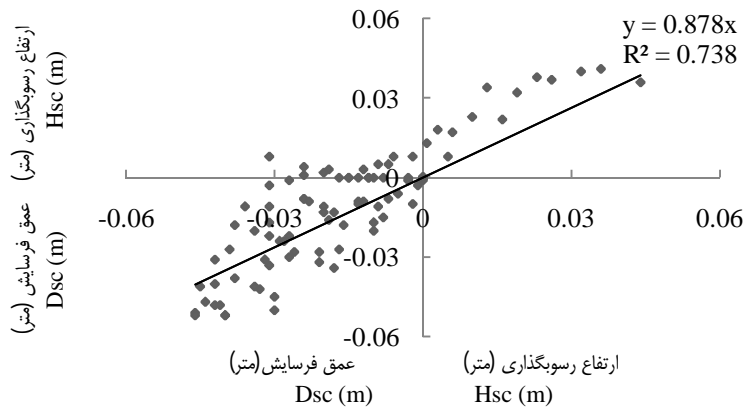 y = 0.878x
R² = 0.738
0.06
0.03
0
-0.03
-0.06
-0.06
-0.03
0
0.03
0.06
ارتفاع رسوبگذاری (متر)
Hsc (m)
عمق فرسایش (متر)
Dsc (m)
عمق فرسایش(متر)
Dsc (m)
ارتفاع رسوبگذاری (متر)
Hsc (m)